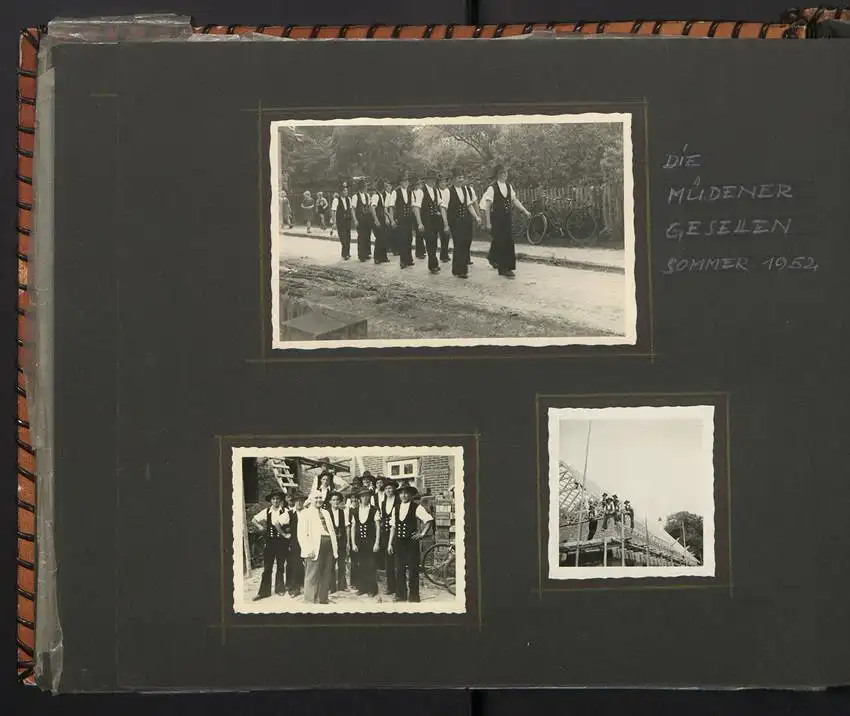 DIE
MÜDENER
GESELLEN
SOMMER 1952